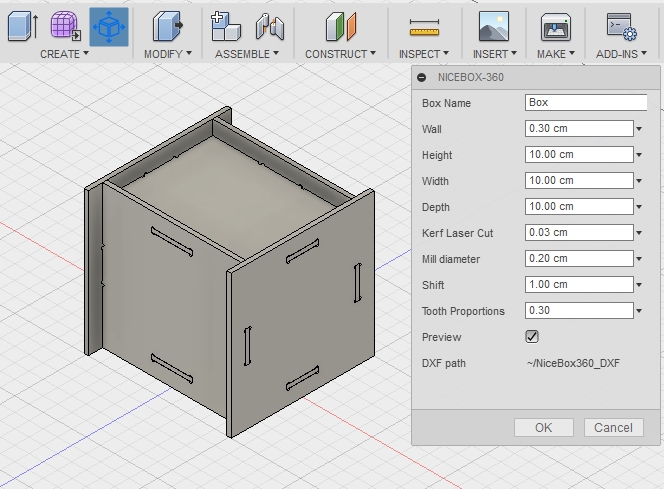 CREATE MODIFY ASSEMBLE CONSTRUCT INSPECT INSERT MAKE ADD-INS
NICEBOX-360
Box Name Box
Wall 0.30 cm
Height 10.00 cm
Width 10.00 cm
Depth 10.00 cm
Kerf Laser Cut 0.03 cm
Mill diameter 0.20 cm
Shift 1.00 cm
Tooth Proportions 0.30
Preview
DXF path ~/NiceBox360_DXF
OK Cancel